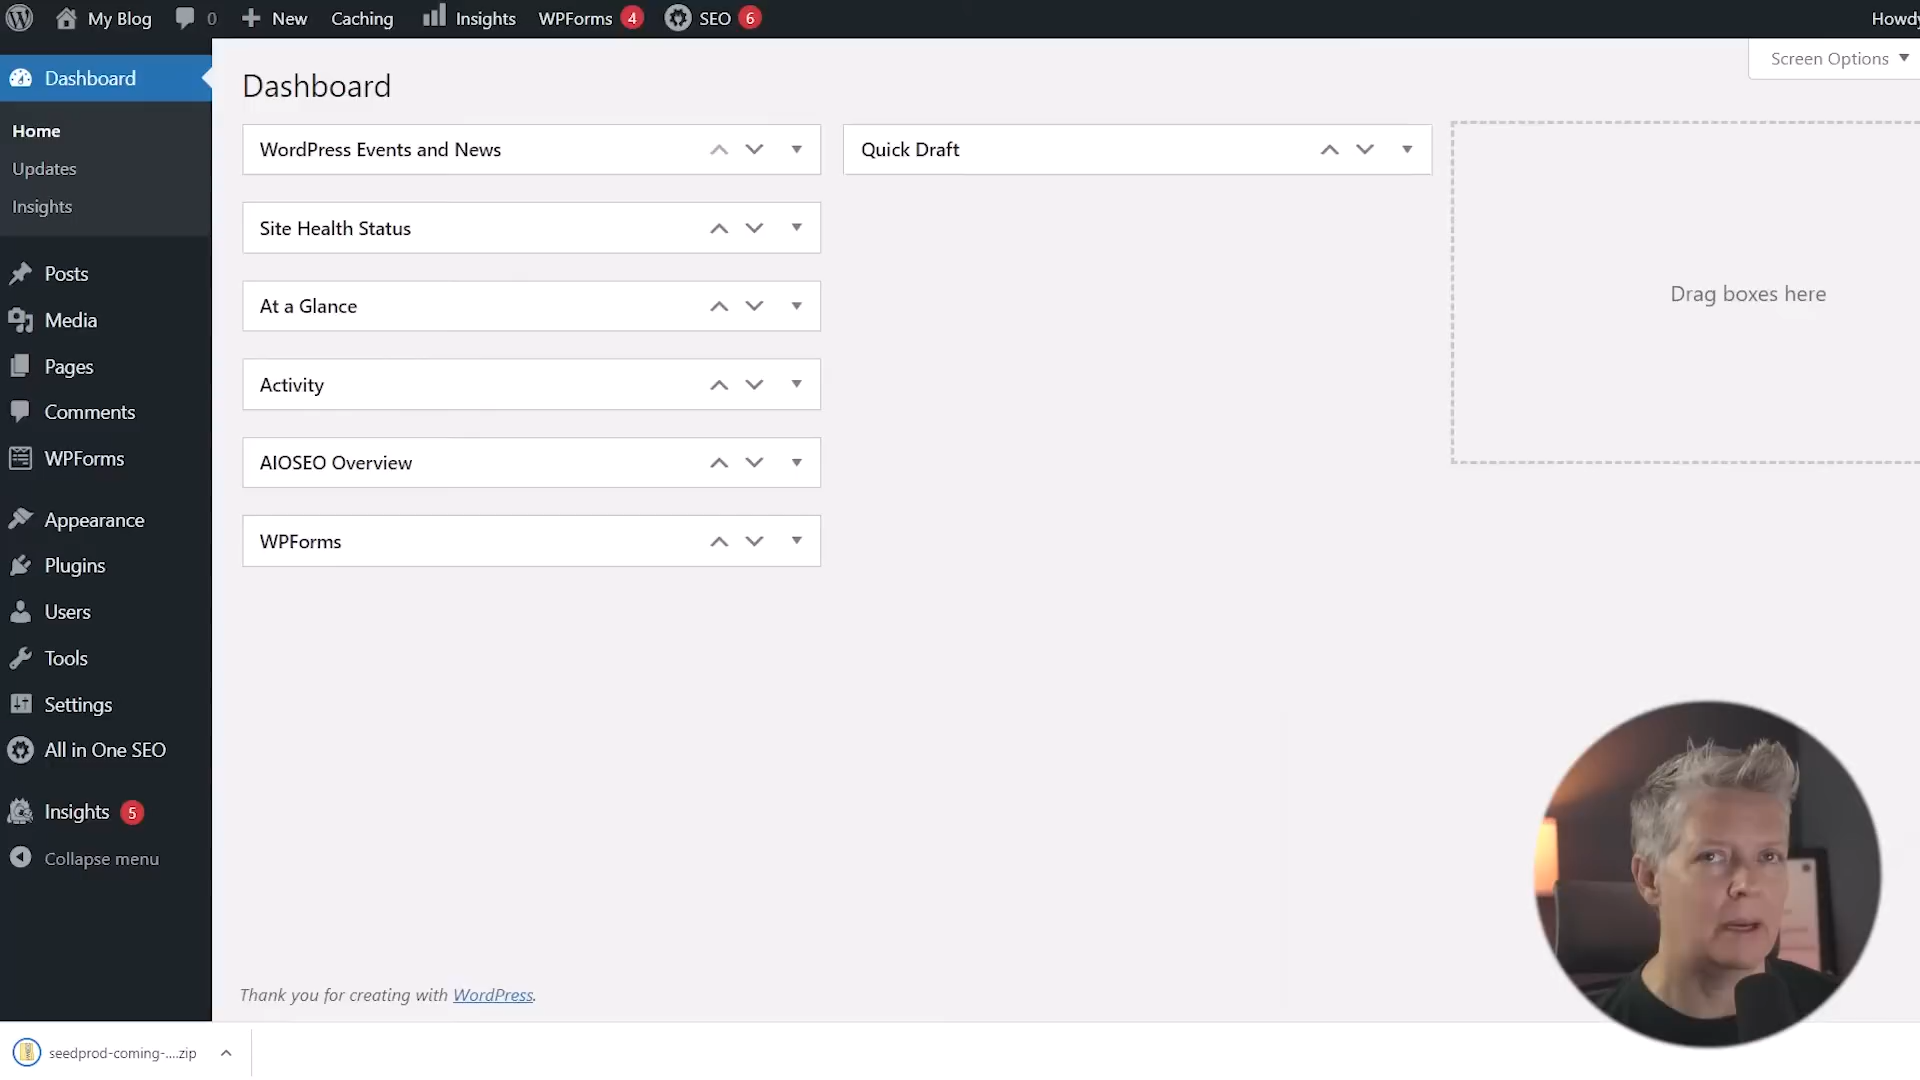 My Blog 0 New Caching Insights WPForms 4 SEO 6 Howdy
Screen Options
Dashboard
Home
Updates
Insights
Posts
Media
Pages
Comments
WPForms
Appearance
Plugins
Users
Tools
Settings
All in One SEO
Insights 5
Collapse menu
Dashboard
WordPress Events and News
Site Health Status
At a Glance
Activity
AIOSEO Overview
WPForms
Quick Draft
Drag boxes here
Thank you for creating with WordPress.
seedprod-coming-....zip